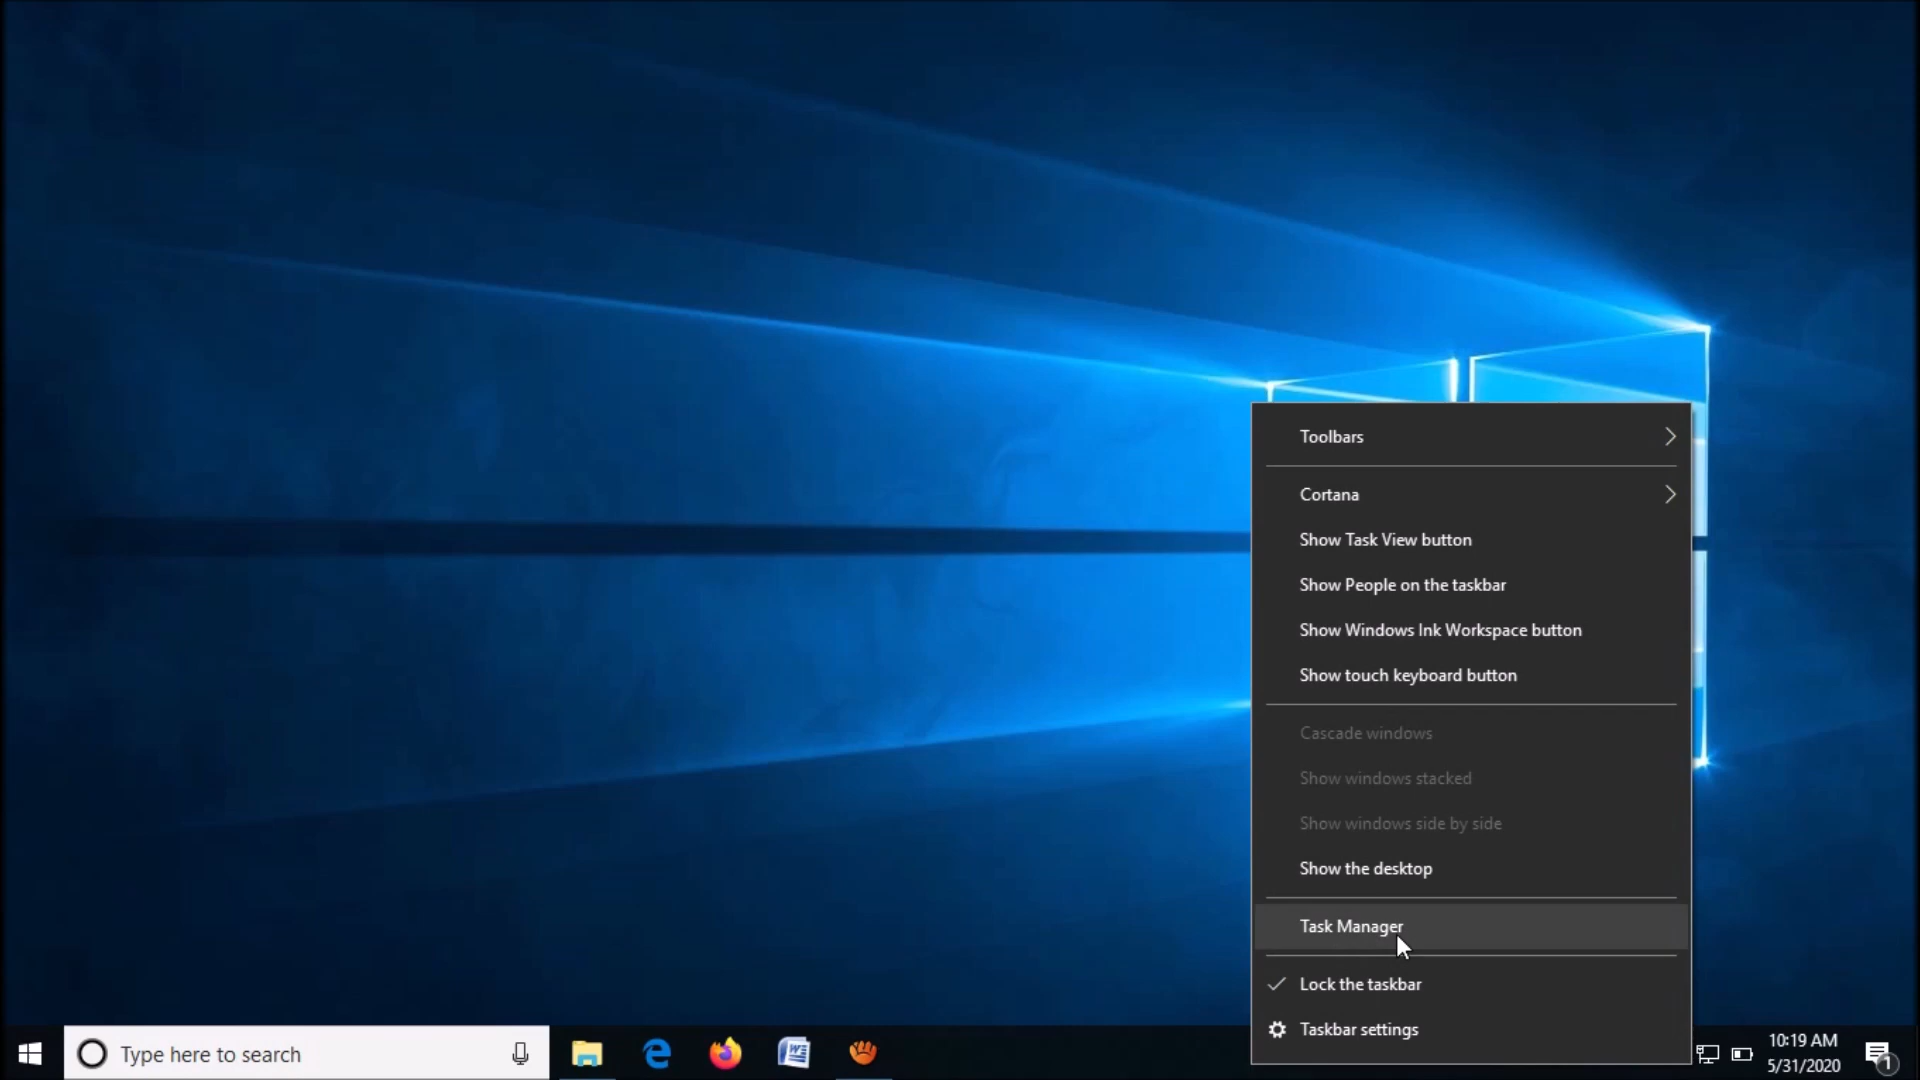 Toolbars
Cortana
Show Task View button
Show People on the taskbar
Show Windows Ink Workspace button
Show touch keyboard button
Cascade windows
Show windows stacked
Show windows side by side
Show the desktop
Task Manager
Lock the taskbar
Taskbar settings
Type here to search
10:19 AM
5/31/2020
1